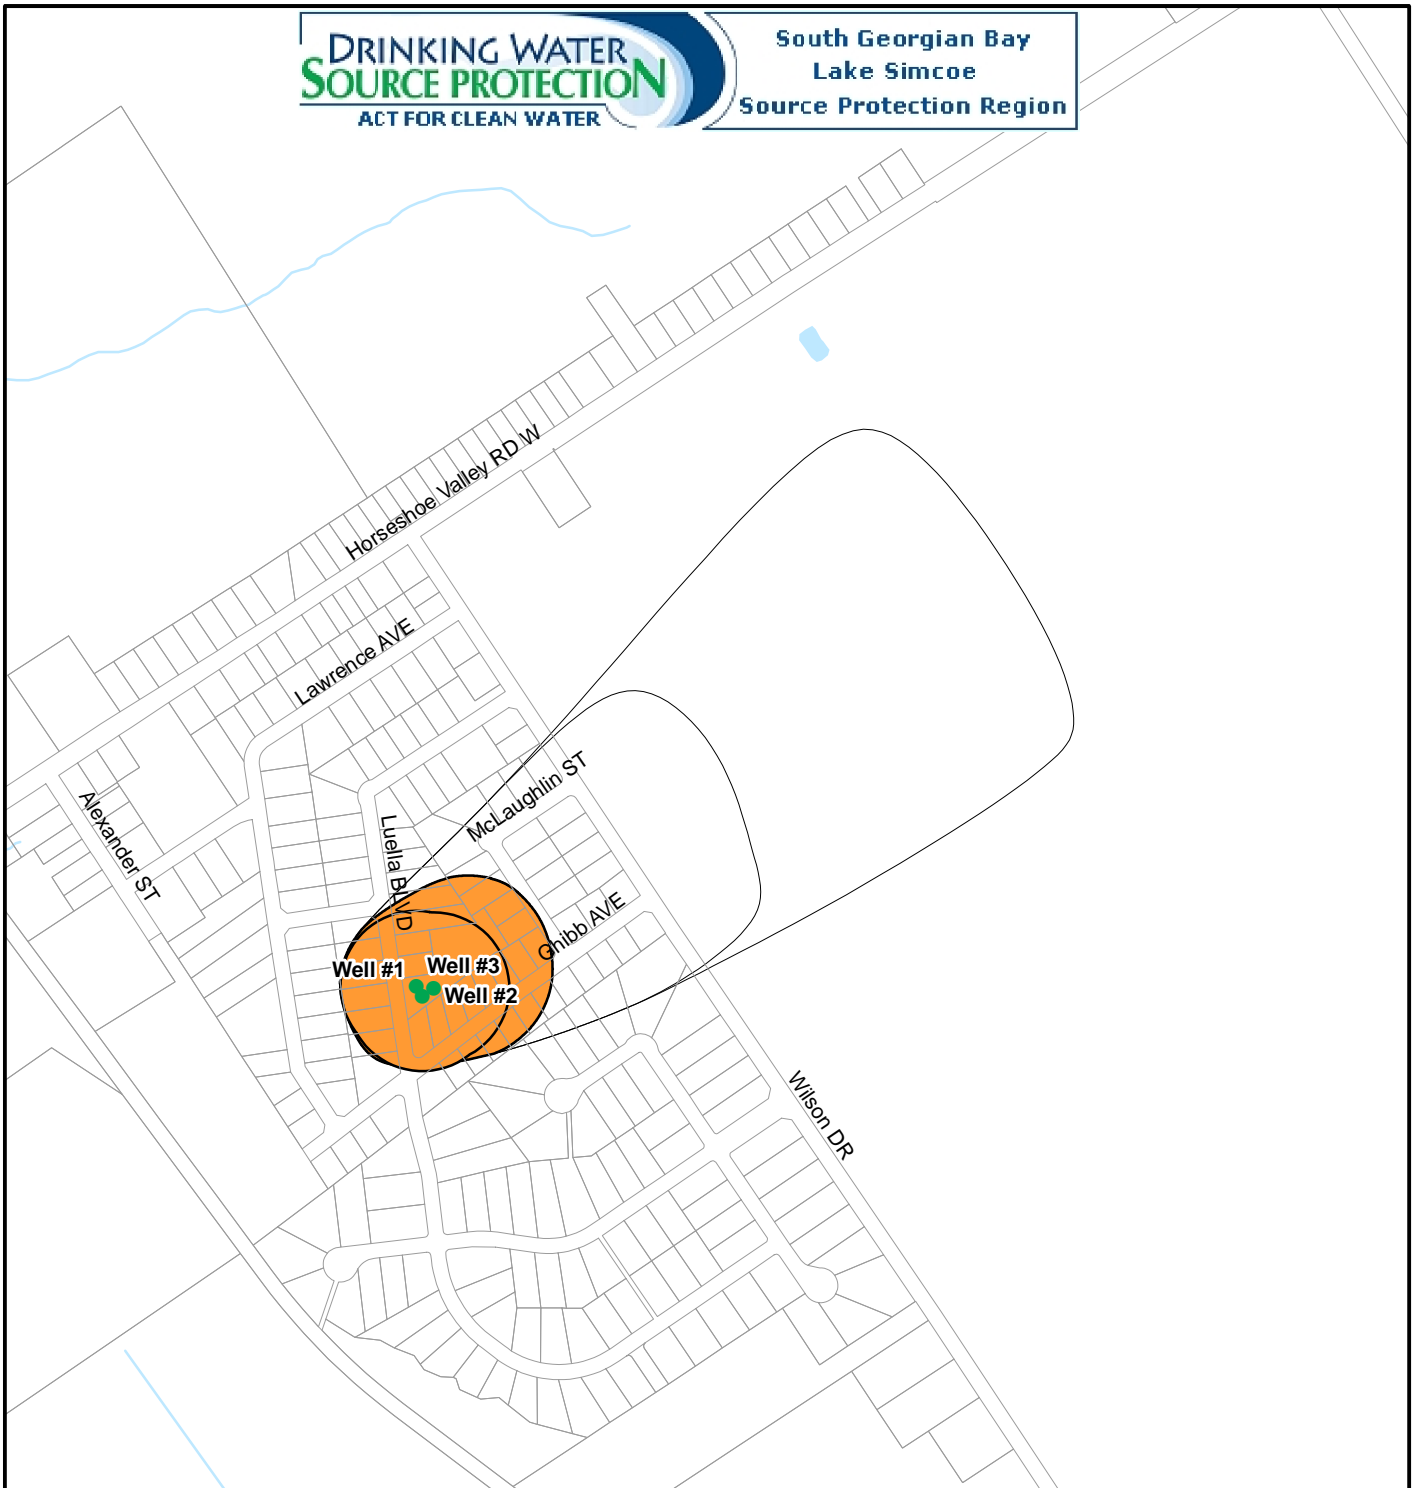 DRINKING WATER
SOURCE PROTECTION
ACT FOR CLEAN WATER
South Georgian Bay
Lake Simcoe
Source Protection Region
Horseshoe Valley RD W
Lawrence AVE
Alexander ST
Luella BLVD
McLaughlin ST
Ghibb AVE
Well #1
Well #3
Well #2
Wilson DR